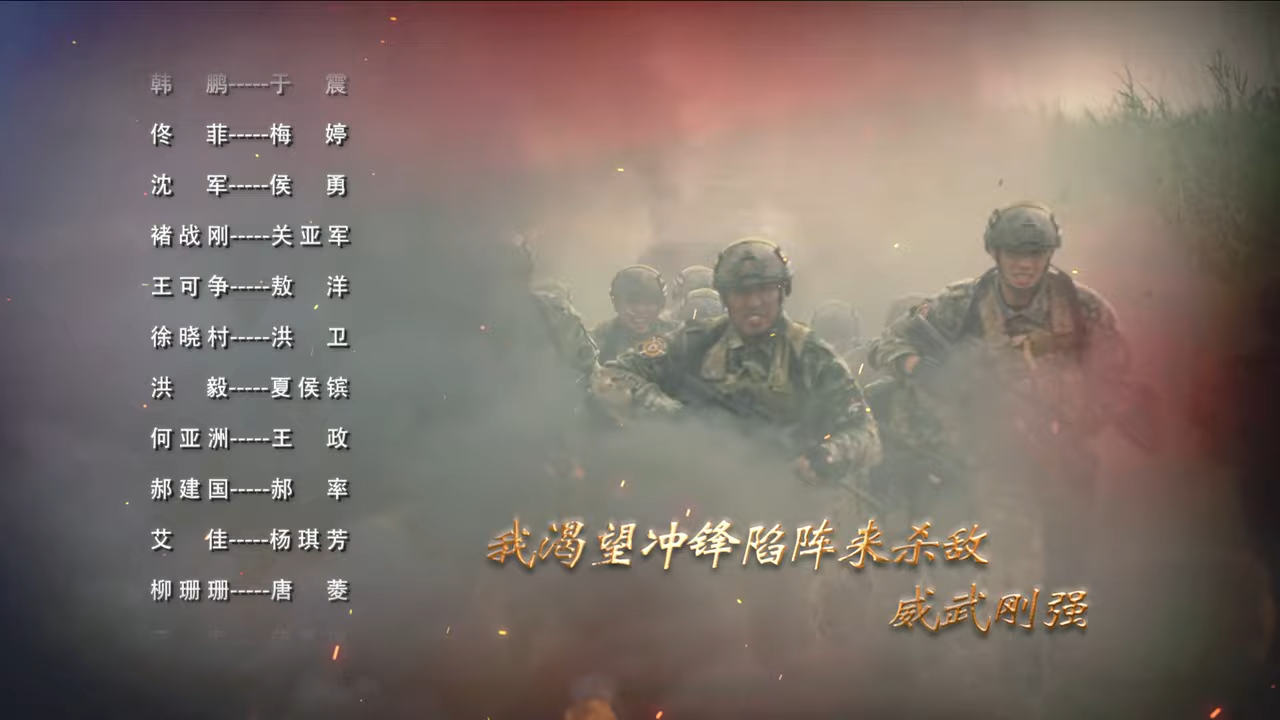 韩鹏-----于震
佟菲-----梅婷
沈军-----侯勇
褚战刚-----关亚军
王可争-----敖洋
徐晓村-----洪卫
洪毅-----夏侯镔
何亚洲-----王政
郝建国-----郝率
艾佳-----杨琪芳
柳珊珊-----唐菱
我渴望冲锋陷阵来杀敌
威武刚强